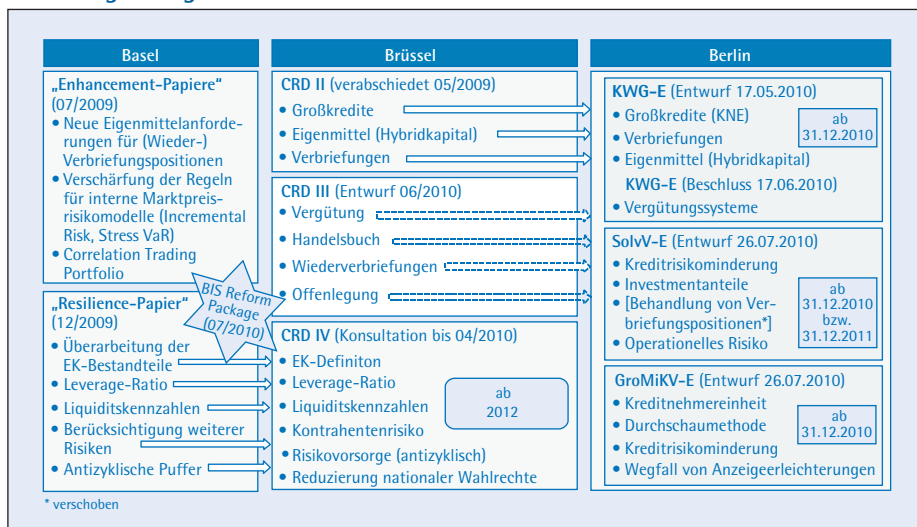 Basel
„Enhancement-Papiere"
(07/2009)
• Neue Eigenmittelanforde-
rungen für (Wieder-)
Verbriefungspositionen
• Verschärfung der Regeln
für interne Marktpreis-
risikomodelle (Incremental
Risk, Stress VaR)
• Correlation Trading
Portfolio
„Resilience-Papier"
(12/2009)
• Überarbeitung der
EK-Bestandteile
• Leverage-Ratio
• Liquiditskennzahlen
• Berücksichtigung weiterer
Risiken
• Antizyklische Puffer
BIS Reform
Package
(07/2010)
Brüssel
CRD II (verabschiedet 05/2009)
• Großkredite
• Eigenmittel (Hybridkapital)
• Verbriefungen
CRD III (Entwurf 06/2010)
• Vergütung
• Handelsbuch
• Wiederverbriefungen
• Offenlegung
CRD IV (Konsultation bis 04/2010)
• EK-Definiton
• Leverage-Ratio
• Liquiditskennzahlen
• Kontrahentenrisiko
• Risikovorsorge (antizyklisch)
• Reduzierung nationaler Wahlrechte
ab
2012
Berlin
KWG-E (Entwurf 17.05.2010)
• Großkredite (KNE)
• Verbriefungen
• Eigenmittel (Hybridkapital)
KWG-E (Beschluss 17.06.2010)
• Vergütungssysteme
ab
31.12.2010
SolvV-E (Entwurf 26.07.2010)
• Kreditrisikominderung
• Investmentanteile
• [Behandlung von Ver-
briefungspositionen*]
• Operationelles Risiko
ab
31.12.2010
bzw.
31.12.2011
GroMiKV-E (Entwurf 26.07.2010)
• Kreditnehmereinheit
• Durchschaumethode
• Kreditrisikominderung
• Wegfall von Anzeigeerleichterungen
ab
31.12.2010
* verschoben